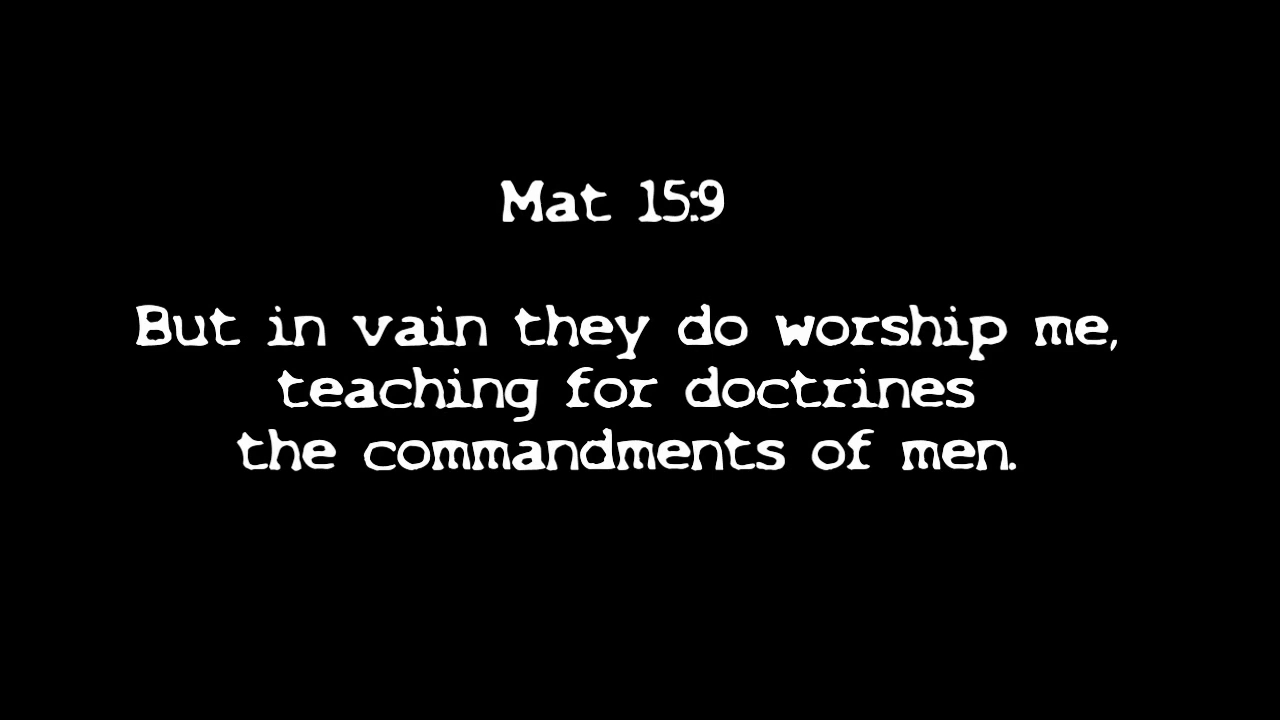 Mat 15:9
But in vain they do worship me,
teaching for doctrines
the commandments of men.